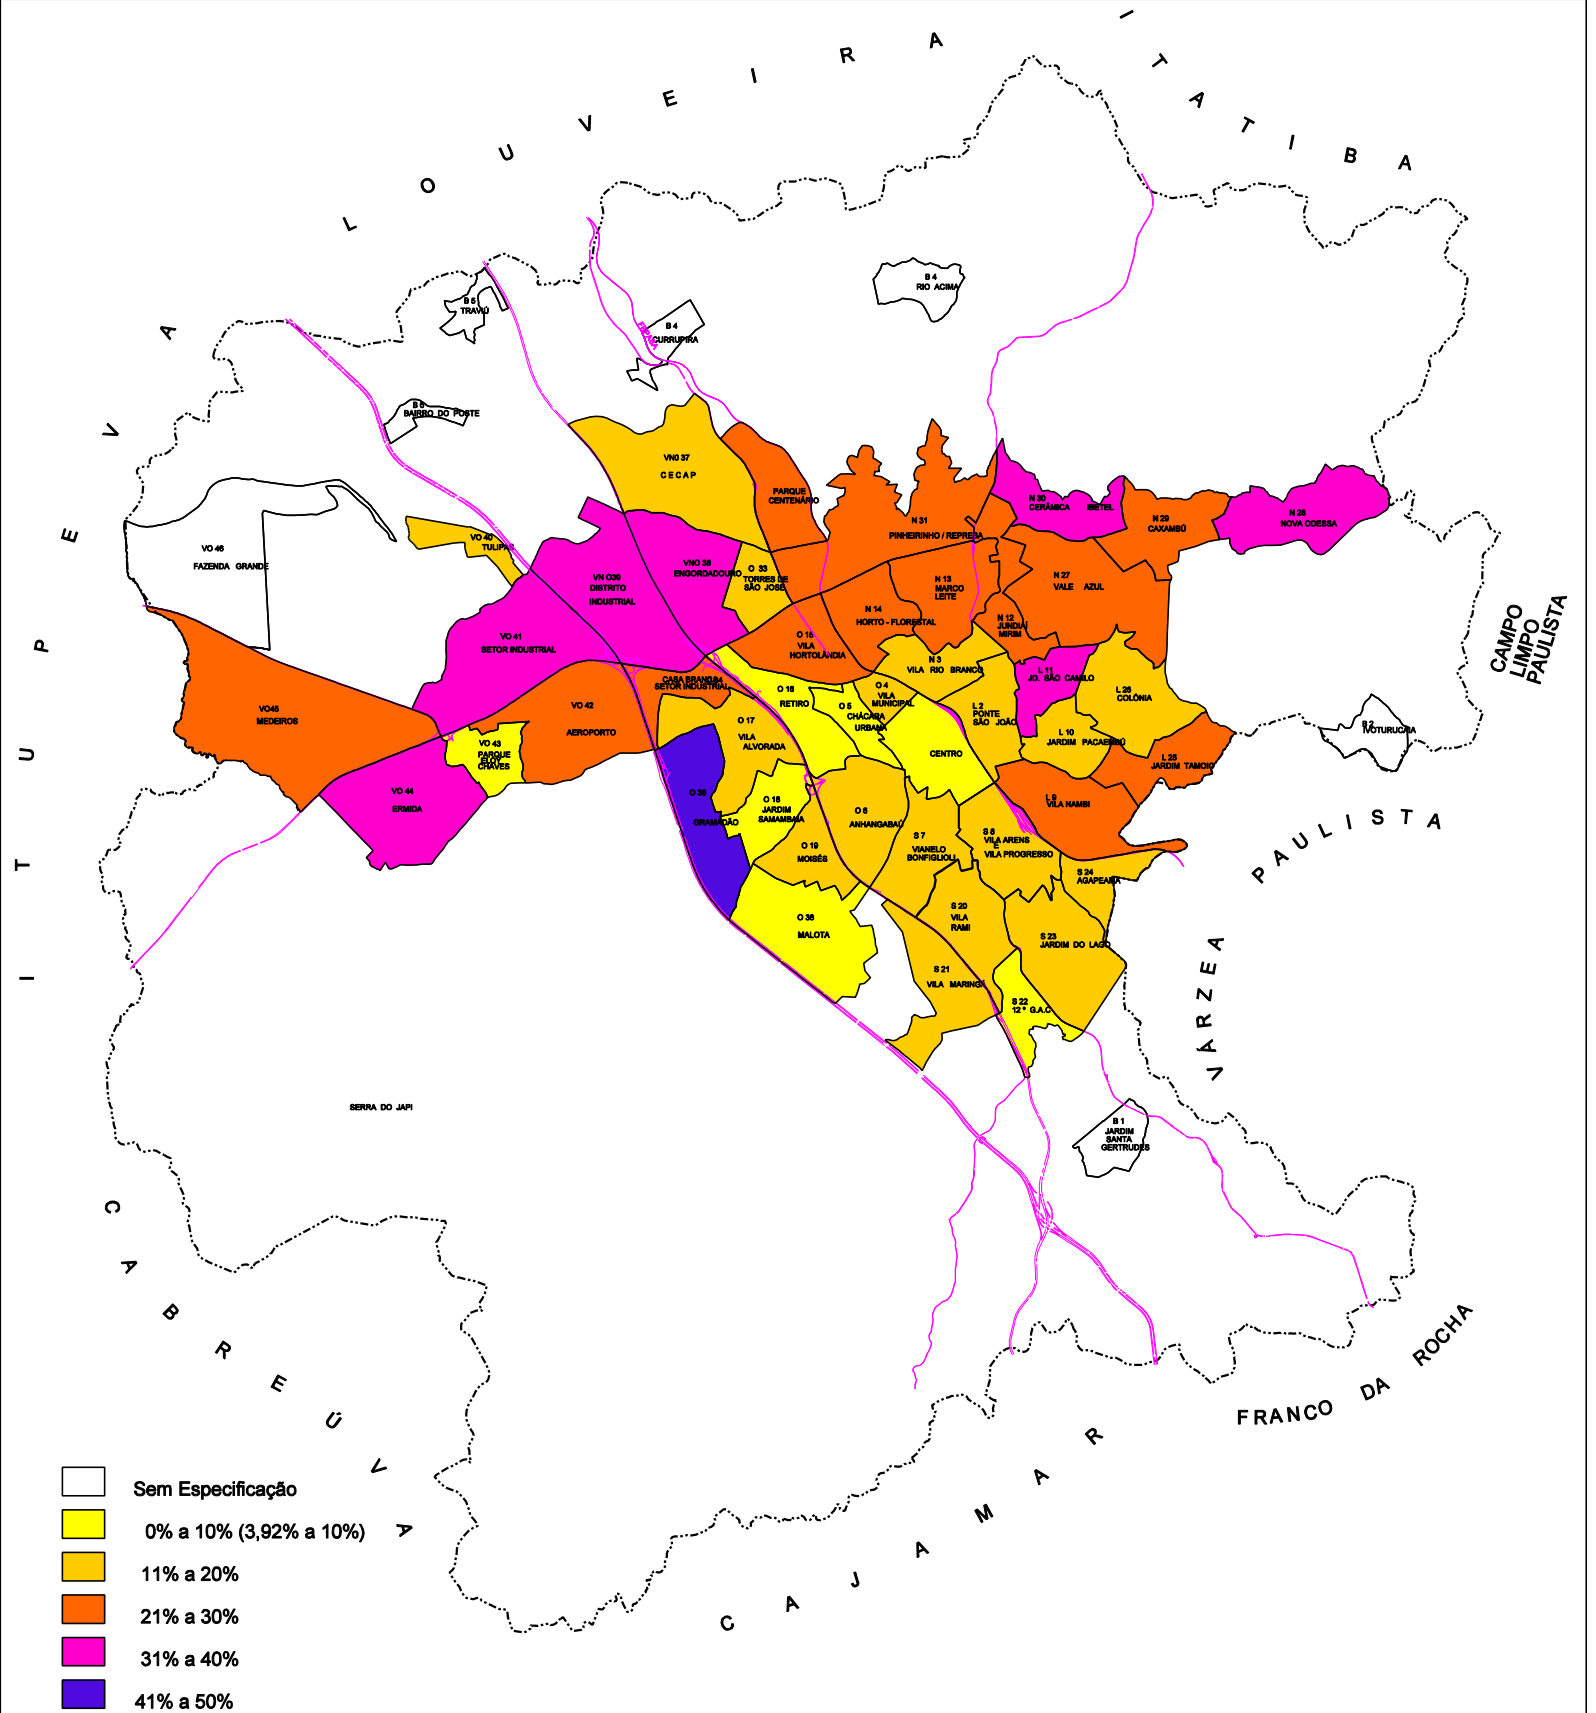 LOUVEIRA
ITATIBA
ITUPEVA
CAMPO
LIMPO
PAULISTA
VÁRZEA
PAULISTA
FRANCO DA ROCHA
CAJAMAR
CABREÚVA
B 4
RIO ACIMA
B 5
TRAVIÚ
B 4
CURRUPIRA
B 6
BAIRRO DO POSTE
VN0 37
CECAP
PARQUE
CENTENÁRIO
N 31
PINHEIRINHO / REPRESA
N 30
CERÂMICA IBETEL
N 29
CAXAMBÚ
N 28
NOVA ODESSA
VO 46
FAZENDA GRANDE
VO 40
TULIPAS
VN O39
DISTRITO
INDUSTRIAL
VNO 38
ENGORDADOURO
O 33
TORRES DE
SÃO JOSÉ
N 13
MARCO
LEITE
N 27
VALE AZUL
N 14
HORTO - FLORESTAL
N 12
JUNDIAÍ
MIRIM
VO 41
SETOR INDUSTRIAL
O 15
VILA
HORTOLÂNDIA
N 3
VILA RIO BRANCO
L 11
JD. SÃO CAMILO
L 26
COLÔNIA
CASA BRANCA
SETOR INDUSTRIAL
O 16
RETIRO
O 4
VILA
MUNICIPAL
O 5
CHÁCARA
URBANA
L 2
PONTE
SÃO JOÃO
L 10
JARDIM PACAEMBÚ
VO45
MEDEIROS
VO 42
AEROPORTO
O 17
VILA
ALVORADA
CENTRO
B 2
IVOTURUCAIA
VO 43
PARQUE
ELOY
CHAVES
L 25
JARDIM TAMOIO
VO 44
ERMIDA
O 35
GRAMADÃO
O 18
JARDIM
SAMAMBAIA
O 6
ANHANGABAÚ
L 9
VILA NAMBI
S 7
VIANELO
BONFIGLIOLI
S 8
VILA ARENS
E
VILA PROGRESSO
O 19
MOISÉS
S 24
AGAPEAMA
O 36
MALOTA
S 20
VILA
RAMI
S 23
JARDIM DO LAGO
S 21
VILA MARINGÁ
S 22
12º G.A.C
SERRA DO JAPI
B 1
JARDIM
SANTA
GERTRUDES
Sem Especificação
0% a 10% (3,92% a 10%)
11% a 20%
21% a 30%
31% a 40%
41% a 50%